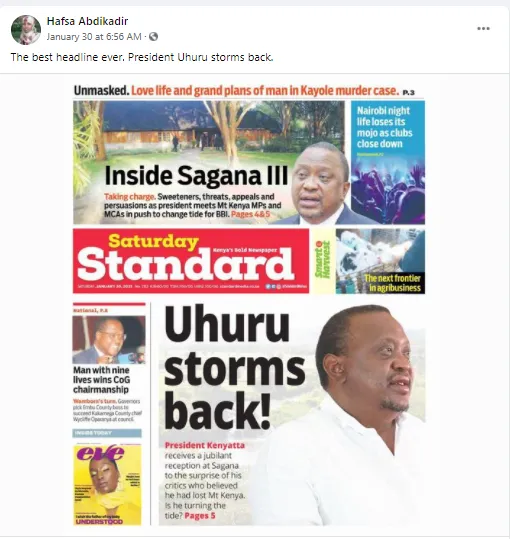 Hafsa Abdikadir
January 30 at 6:56 AM ·
The best headline ever. President Uhuru storms back.
Unmasked. Love life and grand plans of man in Kayole murder case. P.3
Nairobi night
life loses its
mojo as clubs
close down
Inside Sagana III
Taking charge. Sweeteners, threats, appeals and
persuasions as president meets Mt Kenya MPs and
MCAs in push to change tide for BBI. Pages 4&5
Saturday
Kenya's Bold Newspaper
Standard
Smart Harvest
The next frontier
in agribusiness
National, P.6
Man with nine
lives wins CoG
chairmanship
Wambora's turn. Governors
pick Embu County boss to
succeed Kakamega County chief
Wycliffe Oparanya at council.
INSIDE TODAY
eve
UNDERSTOOD
Uhuru
storms
back!
President Kenyatta
receives a jubilant
reception at Sagana
to the surprise of his
critics who believed
he had lost Mt Kenya.
Is he turning the
tide? Pages 5